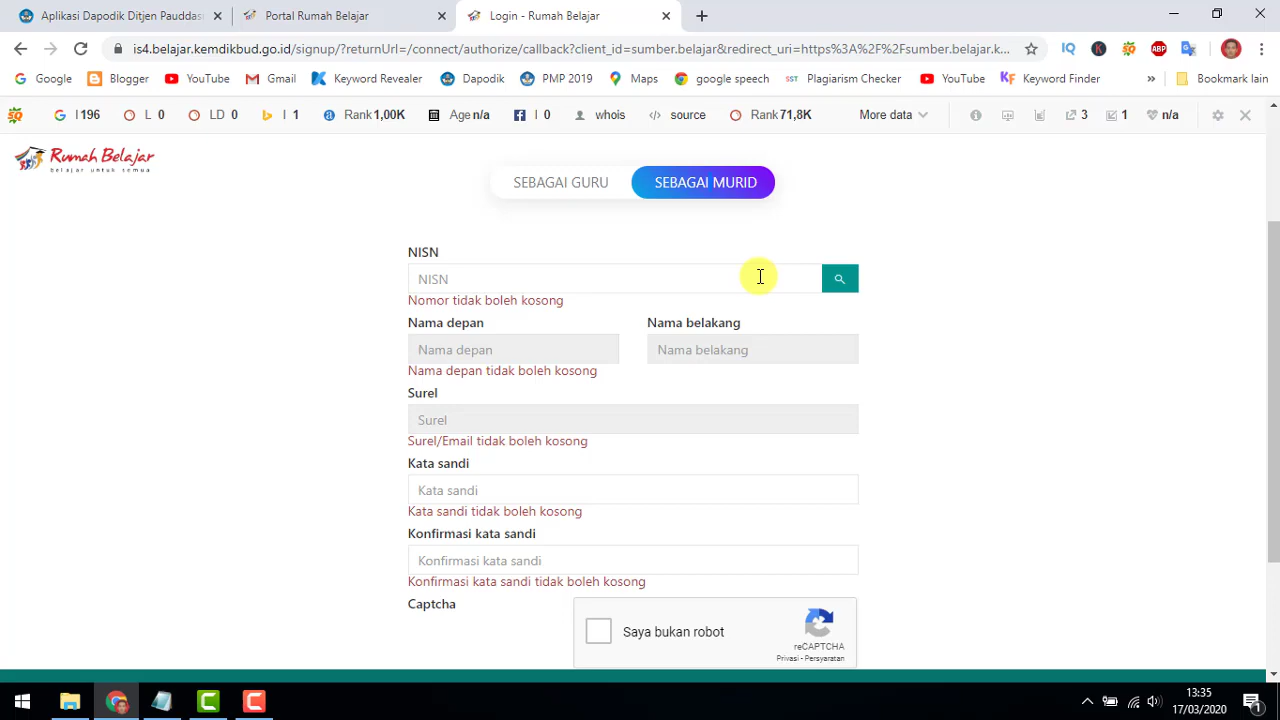 Aplikasi Dapodik Ditjen Pauddas
Portal Rumah Belajar
Login - Rumah Belajar
is4.belajar.kemdikbud.go.id/signup/?returnUrl=/connect/authorize/callback?client_id=sumber.belajar&redirect_uri=https%3A%2F%2Fsumber.belajar.k...
Google Blogger YouTube Gmail Keyword Revealer Dapodik PMP 2019 Maps google speech Plagiarism Checker YouTube Keyword Finder » Bookmark lain
I 196 L 0 LD 0 I 1 Rank 1,00K Age n/a I 0 whois source Rank 71,8K More data 3 1 n/a
Rumah Belajar
belajar untuk semua
SEBAGAI GURU SEBAGAI MURID
NISN
NISN
Nomor tidak boleh kosong
Nama depan Nama belakang
Nama depan Nama belakang
Nama depan tidak boleh kosong
Surel
Surel
Surel/Email tidak boleh kosong
Kata sandi
Kata sandi
Kata sandi tidak boleh kosong
Konfirmasi kata sandi
Konfirmasi kata sandi
Konfirmasi kata sandi tidak boleh kosong
Captcha
Saya bukan robot
reCAPTCHA
Privasi - Persyaratan
13:35
17/03/2020
1